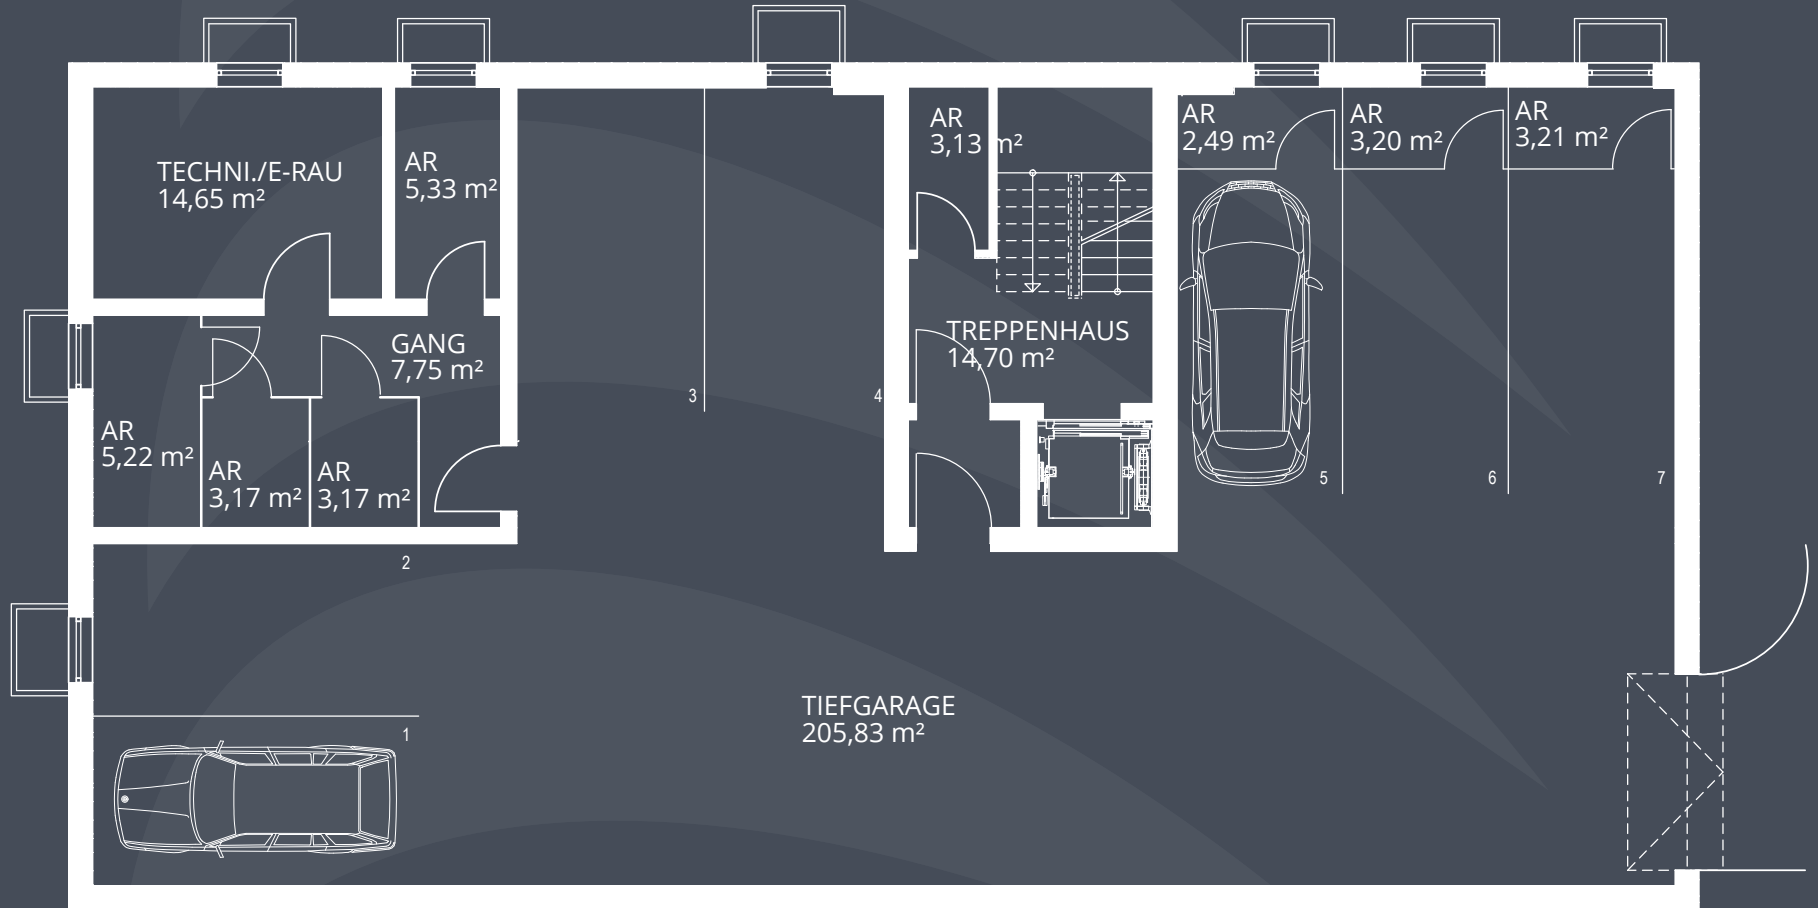 TECHNI./E-RAU
14,65 m²
AR
5,33 m²
AR
3,13 m²
AR
2,49 m²
AR
3,20 m²
AR
3,21 m²
GANG
7,75 m²
TREPPENHAUS
14,70 m²
3
4
AR
5,22 m²
AR
3,17 m²
AR
3,17 m²
5
6
7
2
TIEFGARAGE
205,83 m²
1